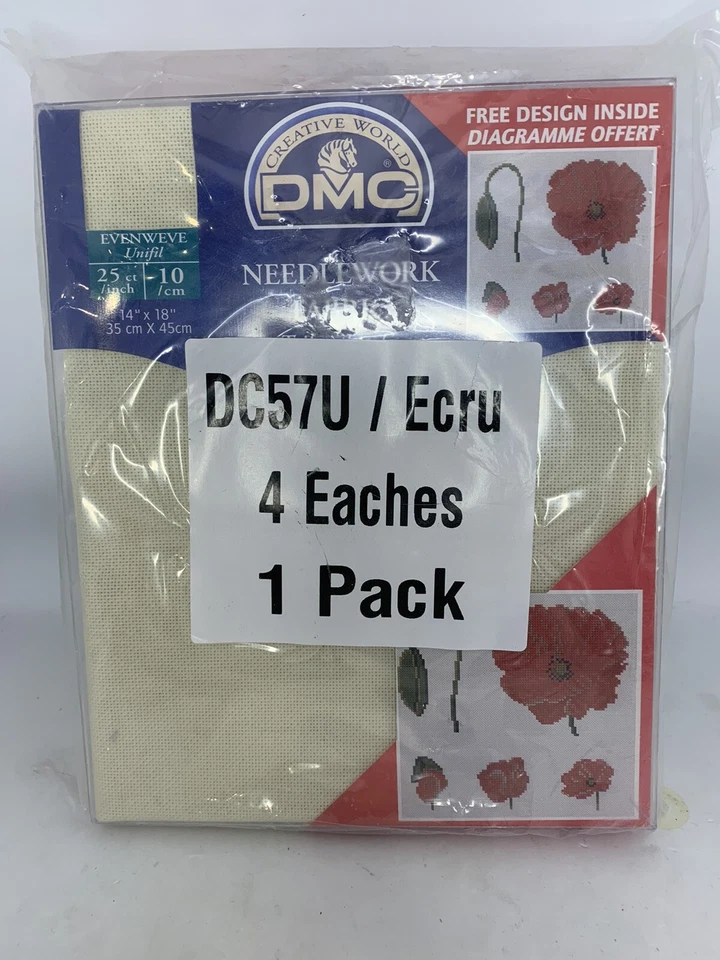 CREATIVE WORLD
DMC
FREE DESIGN INSIDE
DIAGRAMME OFFERT
EVENWEVE
Unifil
25 ct /inch
10 /cm
14" x 18"
35 cm X 45cm
NEEDLEWORK
DC57U / Ecru
4 Eaches
1 Pack